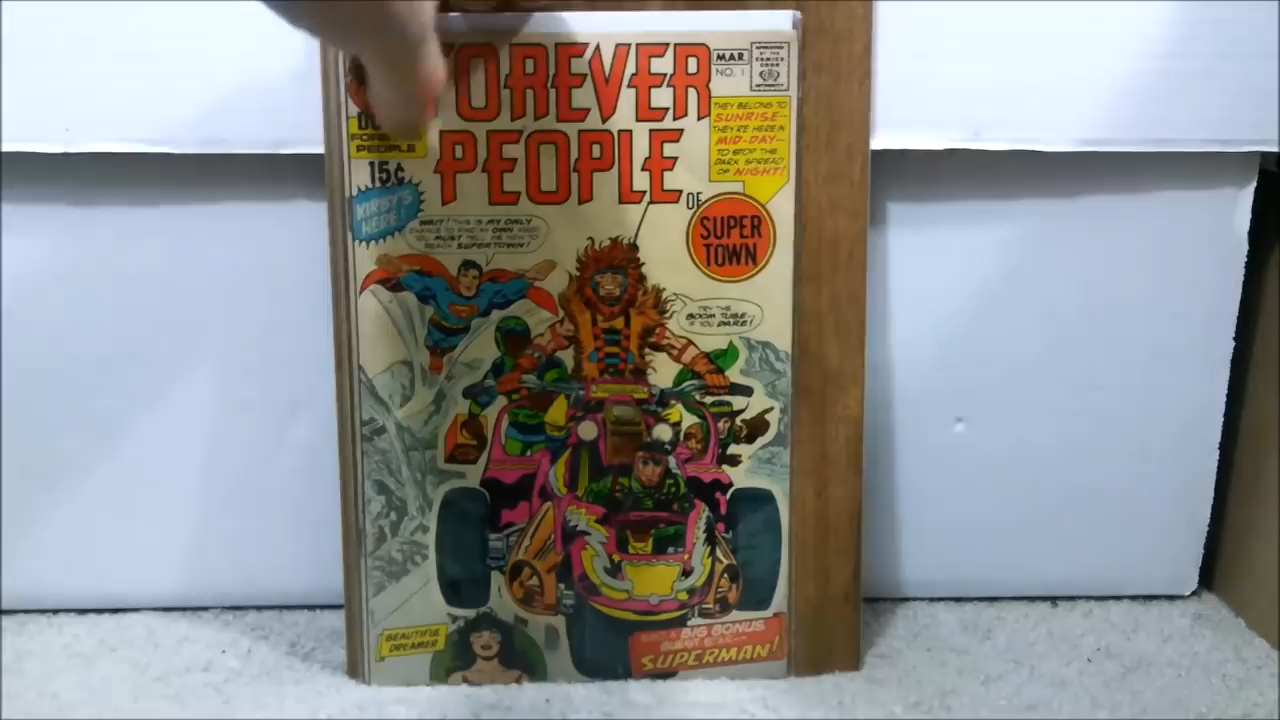 FOREVER
PEOPLE
MAR.
NO. 1
APPROVED
BY THE
COMICS
CODE
AUTHORITY
THEY BELONG TO
SUNRISE--
THEY'RE HERE IN
MID-DAY--
TO STOP THE
DARK SPREAD
OF NIGHT!
PEOPLE
15¢
KIRBY'S
HERE!
OF
SUPER
TOWN
WAIT! THIS IS MY ONLY
CHANCE TO FIND MY OWN KIND!
YOU MUST TELL ME HOW TO
REACH SUPERTOWN!
TRY THE
BOOM TUBE--
IF YOU DARE!
BEAUTIFUL
DREAMER
BIG BONUS
GUEST STAR--
SUPERMAN!